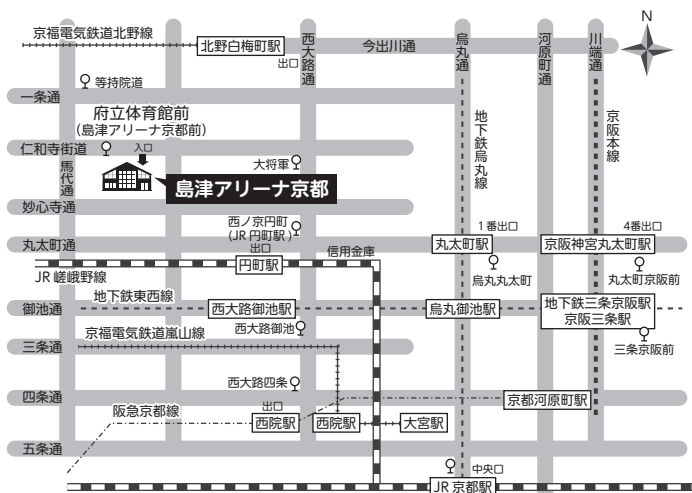 N
京福電気鉄道北野線
北野白梅町駅
出口
西大路通
今出川通
烏丸通
河原町通
川端通
等持院道
一条通
府立体育館前
(島津アリーナ京都前)
仁和寺街道
入口
馬代通
大将軍
島津アリーナ京都
地下鉄烏丸線
京阪本線
妙心寺通
西ノ京円町
(JR 円町駅 )
出口
丸太町通
円町駅
信用金庫
1番出口
丸太町駅
烏丸丸太町
4番出口
京阪神宮丸太町駅
丸太町京阪前
JR 嵯峨野線
地下鉄東西線
御池通
西大路御池駅
烏丸御池駅
地下鉄三条京阪駅
京阪三条駅
京福電気鉄道嵐山線
西大路御池
三条京阪前
三条通
西大路四条
四条通
京都河原町駅
阪急京都線
出口
西院駅
西院駅
大宮駅
五条通
中央口
JR 京都駅